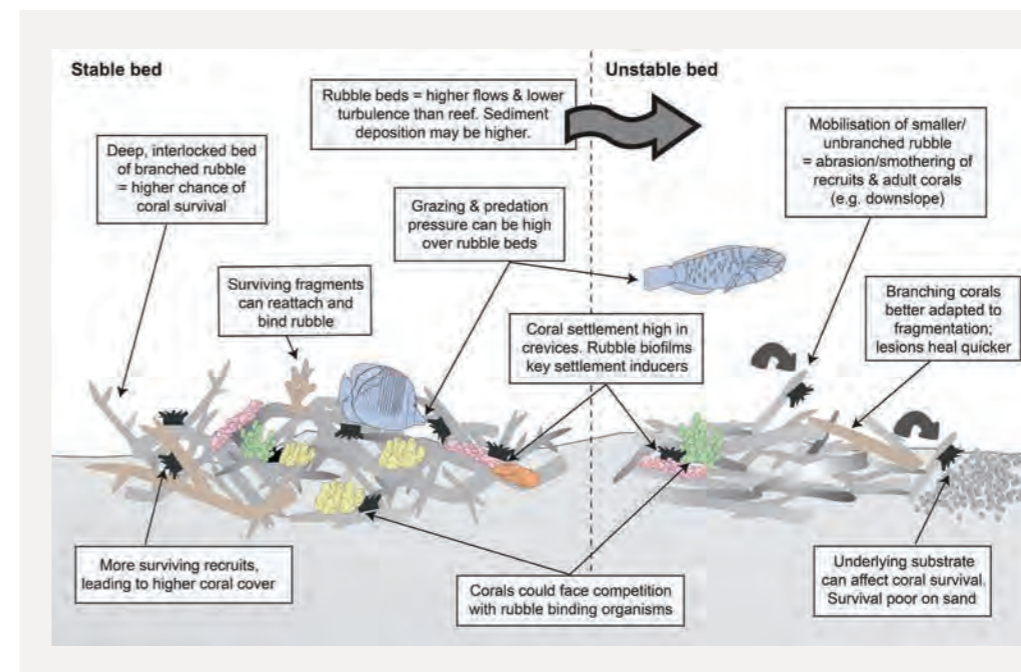 Stable bed
Unstable bed
Rubble beds = higher flows & lower
turbulence than reef. Sediment
deposition may be higher.
Deep, interlocked bed
of branched rubble
= higher chance of
coral survival
Mobilisation of smaller/
unbranched rubble
= abrasion/smothering of
recruits & adult corals
(e.g. downslope)
Grazing & predation
pressure can be high
over rubble beds
Surviving fragments
can reattach and
bind rubble
Coral settlement high in
crevices. Rubble biofilms
key settlement inducers
Branching corals
better adapted to
fragmentation;
lesions heal quicker
More surviving recruits,
leading to higher coral cover
Corals could face competition
with rubble binding organisms
Underlying substrate
can affect coral survival.
Survival poor on sand